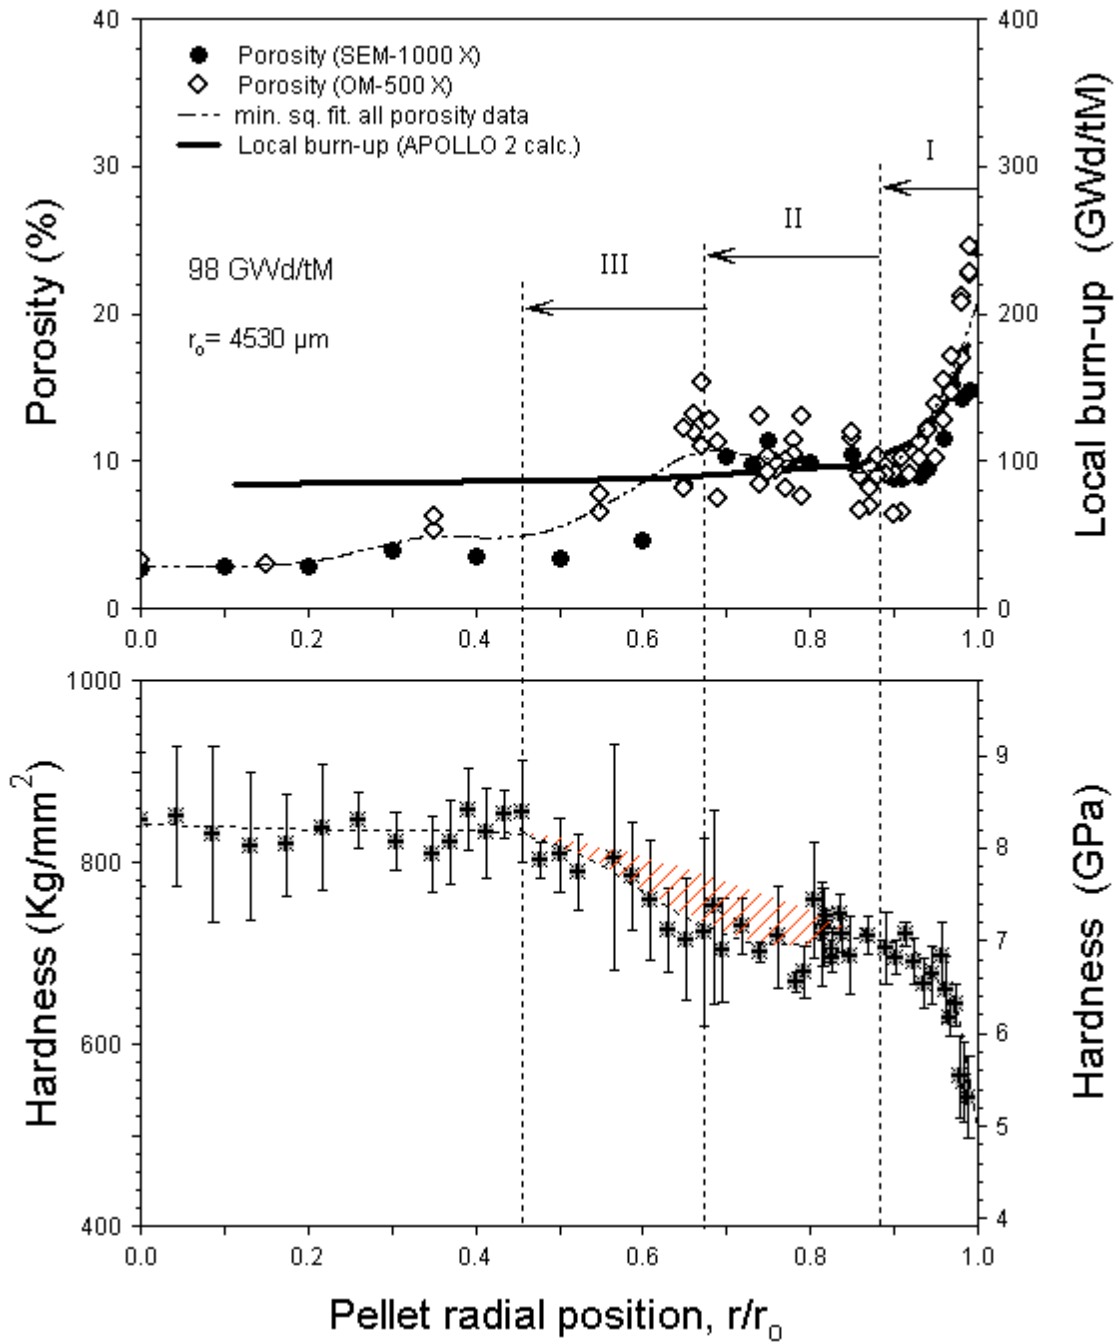 40
30
20
10
0
Porosity (%)
400
300
200
100
0
Local burn-up (GWd/tM)
Porosity (SEM-1000 X)
Porosity (OM-500 X)
min. sq. fit. all porosity data
Local burn-up (APOLLO 2 calc.)
I
II
III
98 GWd/tM
r₀= 4530 µm
0.0 0.2 0.4 0.6 0.8 1.0
1000
800
600
400
Hardness (Kg/mm²)
9
8
7
6
5
4
Hardness (GPa)
0.0 0.2 0.4 0.6 0.8 1.0
Pellet radial position, r/r₀